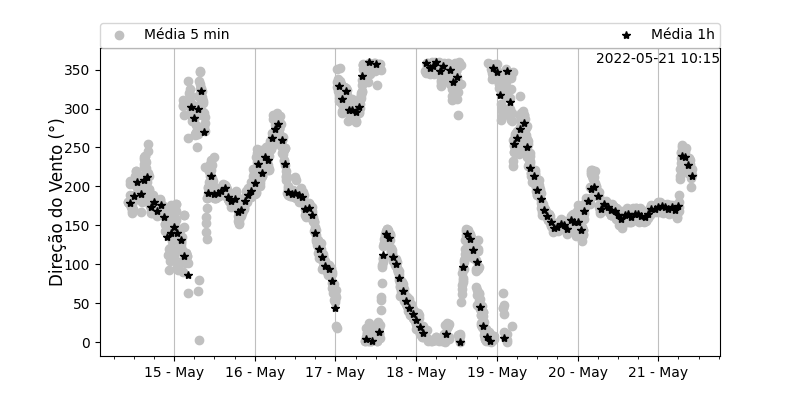 Média 5 min
Média 1h
2022-05-21 10:15
Direção do Vento (°)
350
300
250
200
150
100
50
0
15 - May
16 - May
17 - May
18 - May
19 - May
20 - May
21 - May